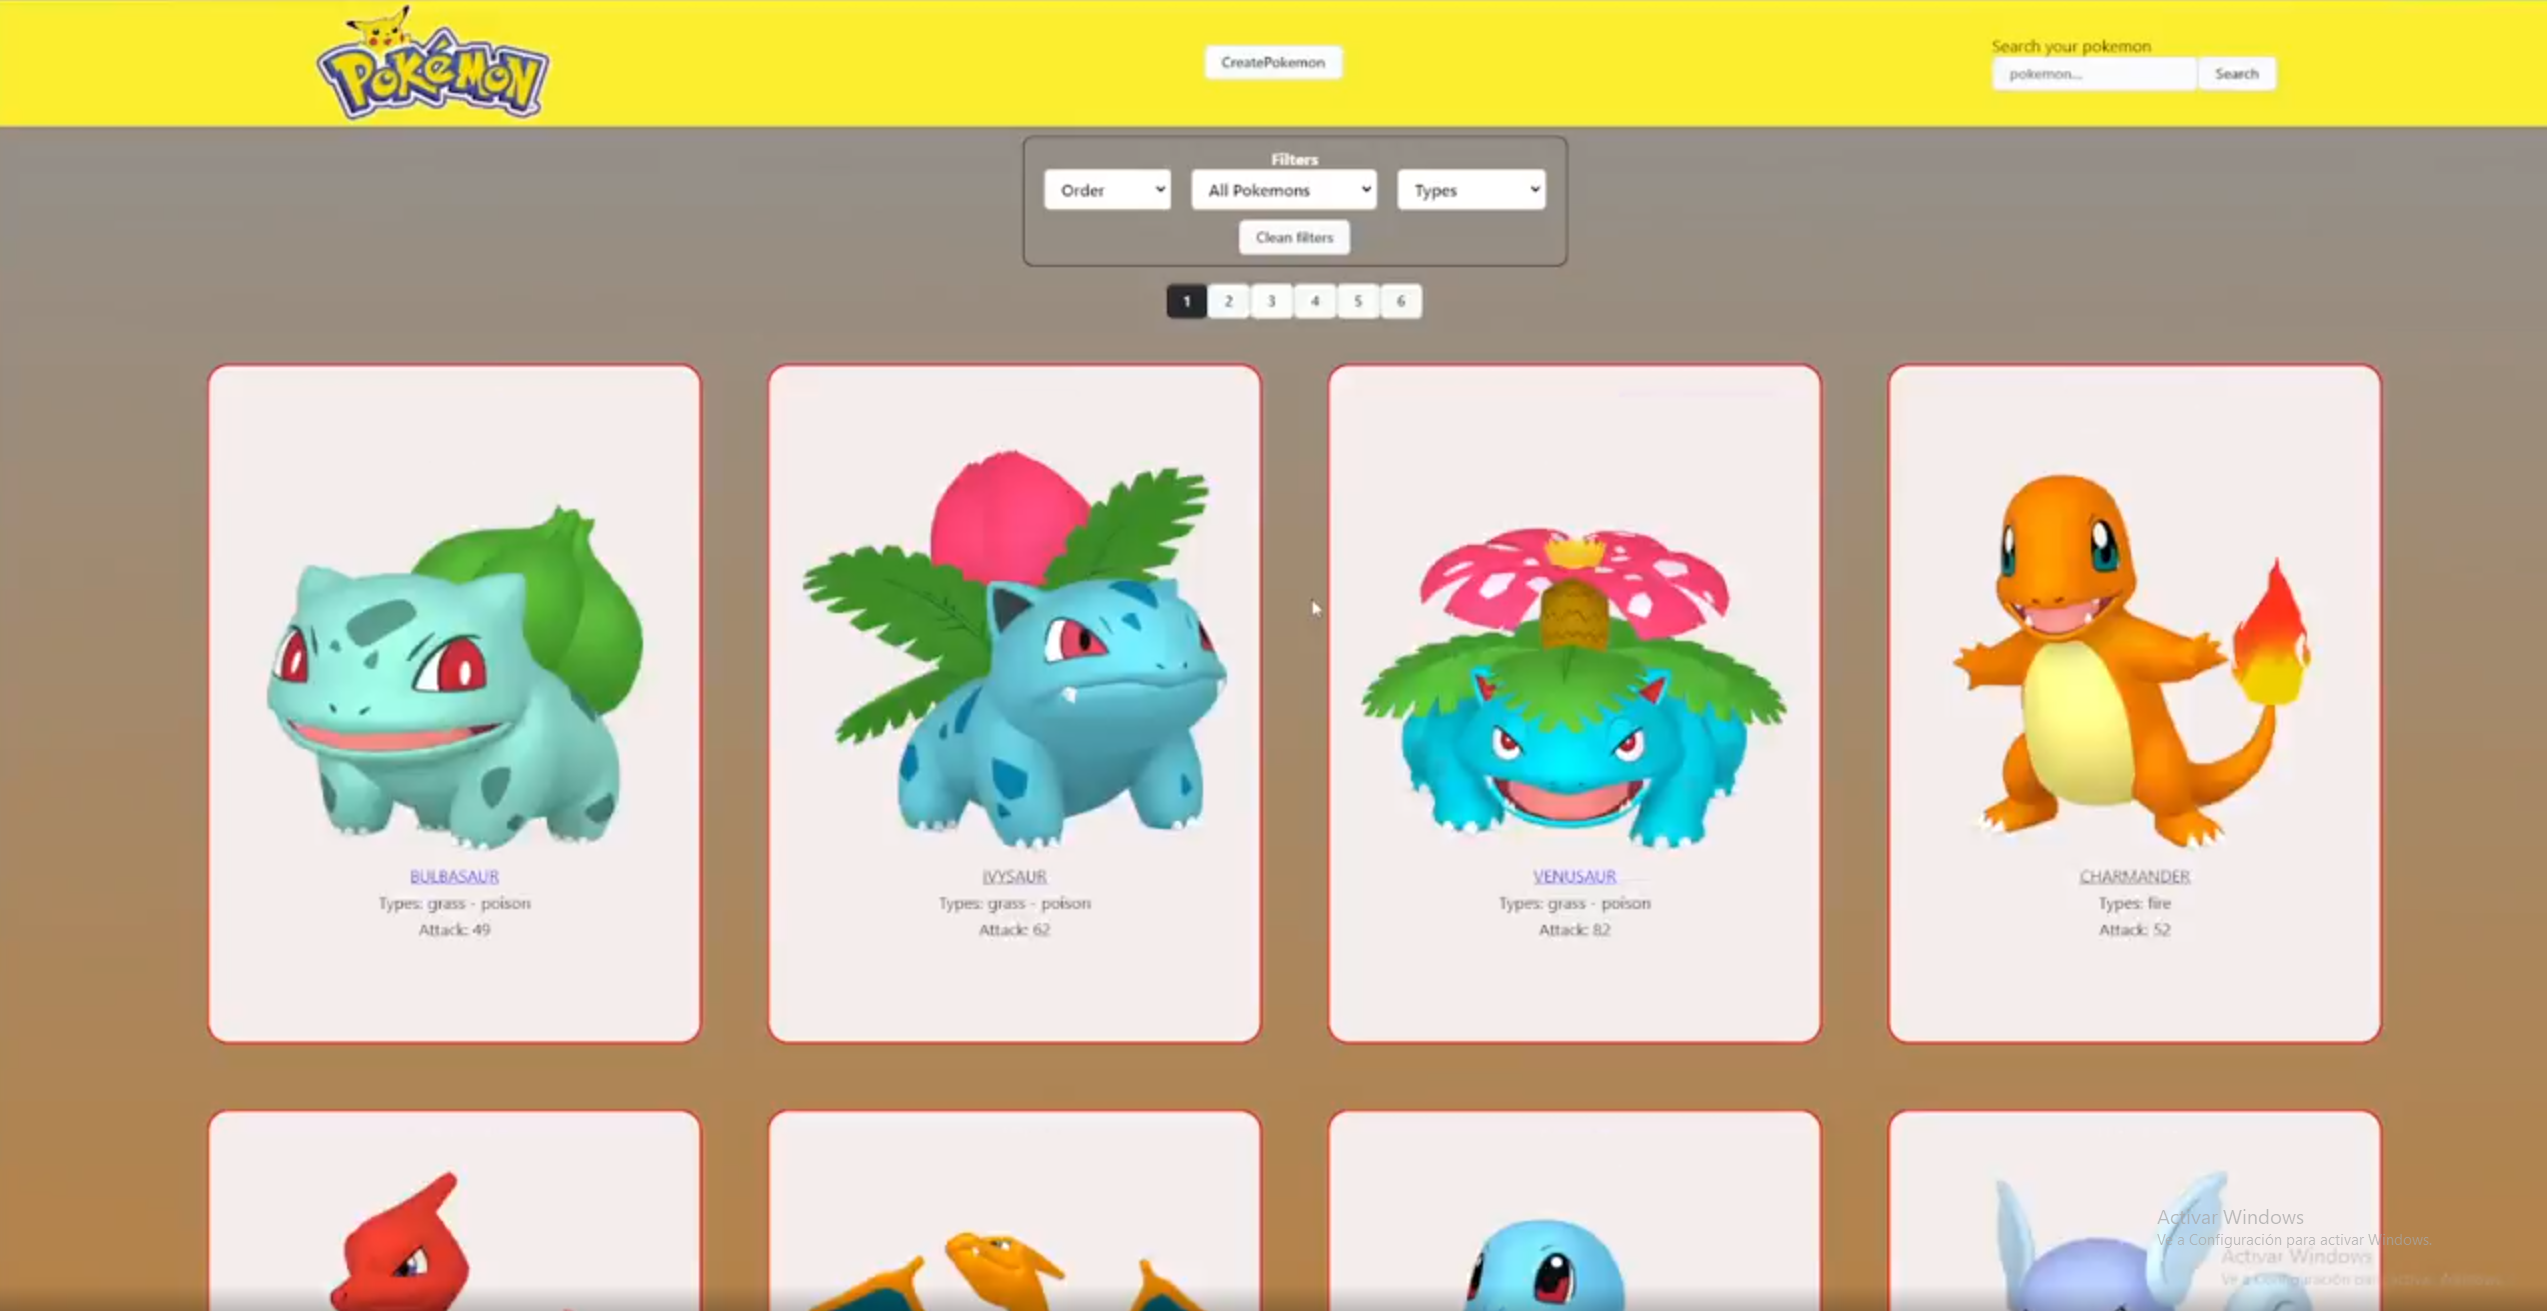 POKéMON
CreatePokemon
Search your pokemon
pokemon...
Search
Filters
Order
All Pokemons
Types
Clean filters
1 2 3 4 5 6
BULBASAUR
Types: grass - poison
Attack: 49
IVYSAUR
Types: grass - poison
Attack: 62
VENUSAUR
Types: grass - poison
Attack: 82
CHARMANDER
Types: fire
Attack: 52
Activar Windows
Ve a Configuración para activar Windows.
Activar Windows
Ve a Configuración para activar Windows.